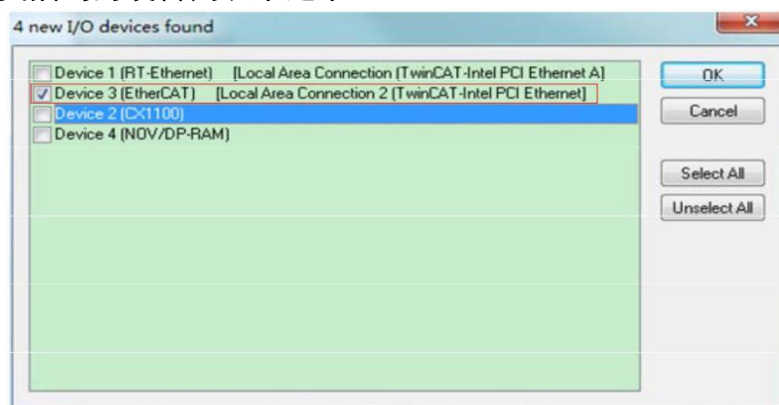 4 new I/O devices found
Device 1 (RT-Ethernet) [Local Area Connection (TwinCAT-Intel PCI Ethernet A]
Device 3 (EtherCAT) [Local Area Connection 2 (TwinCAT-Intel PCI Ethernet]
Device 2 (CX1100)
Device 4 (NOV/DP-RAM)
OK
Cancel
Select All
Unselect All